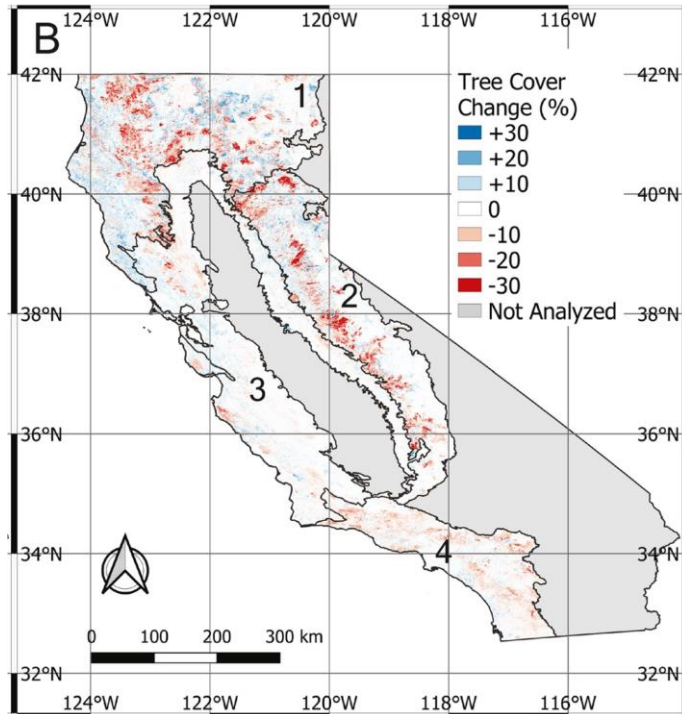 B
124°W 122°W 120°W 118°W 116°W
42°N
40°N
38°N
36°N
34°N
32°N
1
2
3
4
Tree Cover
Change (%)
+30
+20
+10
0
-10
-20
-30
Not Analyzed
0 100 200 300 km
42°N
40°N
38°N
36°N
34°N
32°N
124°W 122°W 120°W 118°W 116°W